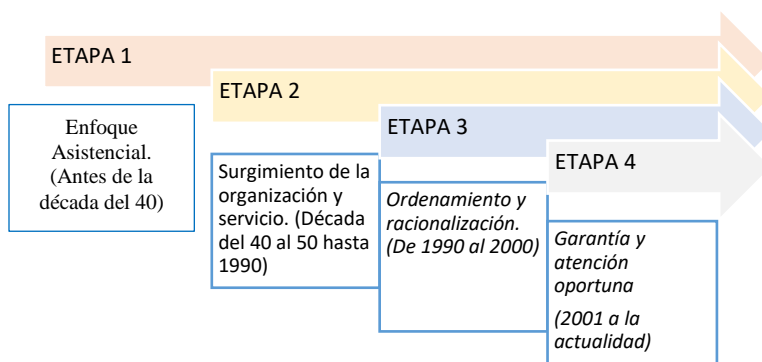 ETAPA 1
Enfoque
Asistencial.
(Antes de la
década del 40)
ETAPA 2
Surgimiento de la
organización y
servicio. (Década
del 40 al 50 hasta
1990)
ETAPA 3
Ordenamiento y
racionalización.
(De 1990 al 2000)
ETAPA 4
Garantía y
atención
oportuna
(2001 a la
actualidad)